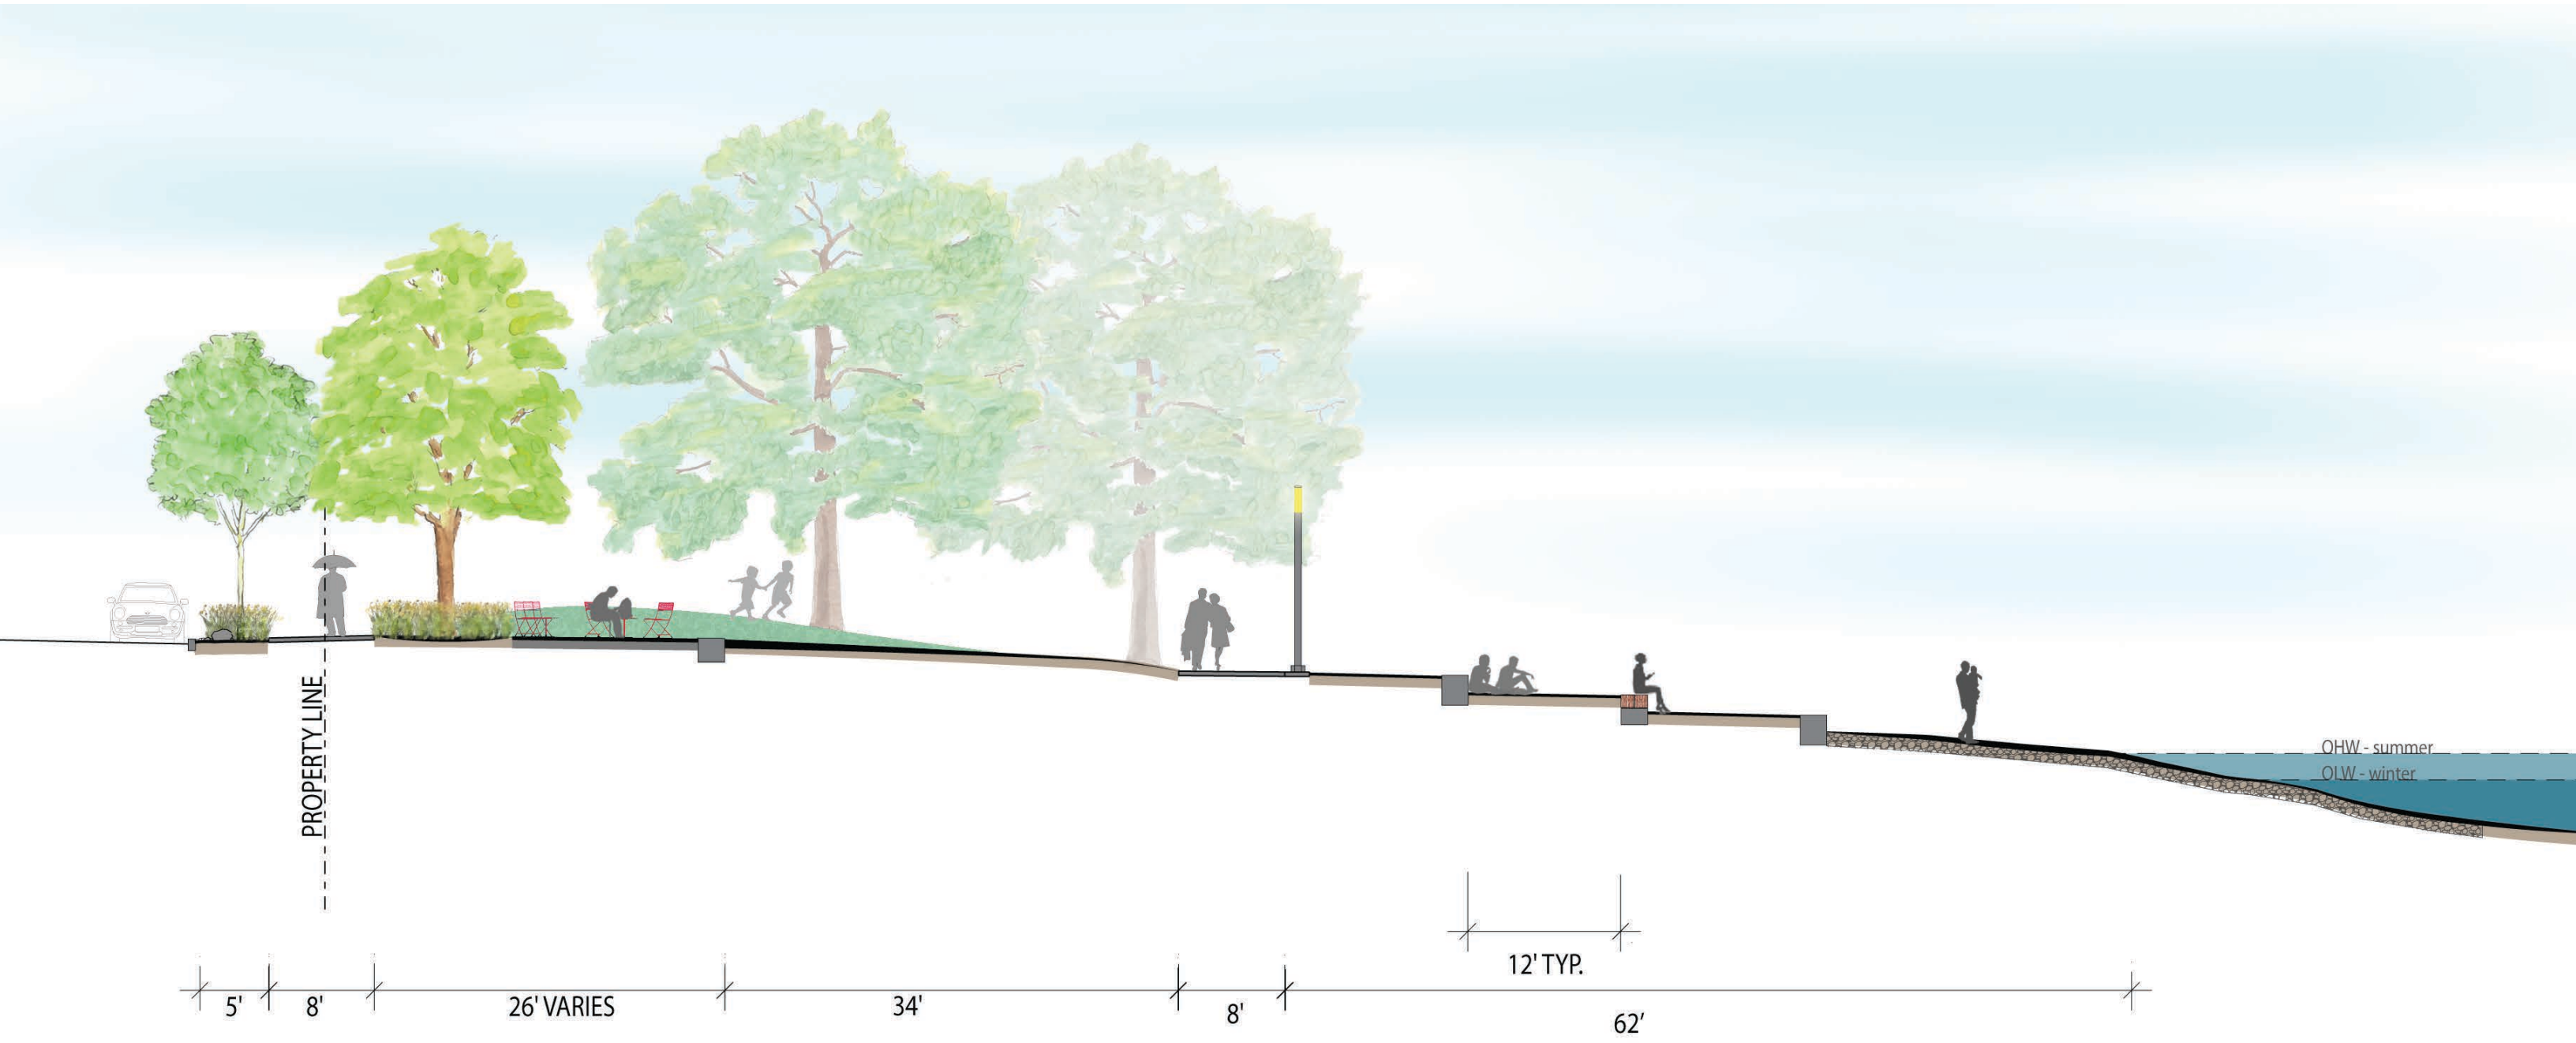 PROPERTY LINE
OHW - summer
OLW - winter
12' TYP.
5'
8'
26' VARIES
34'
8'
62'